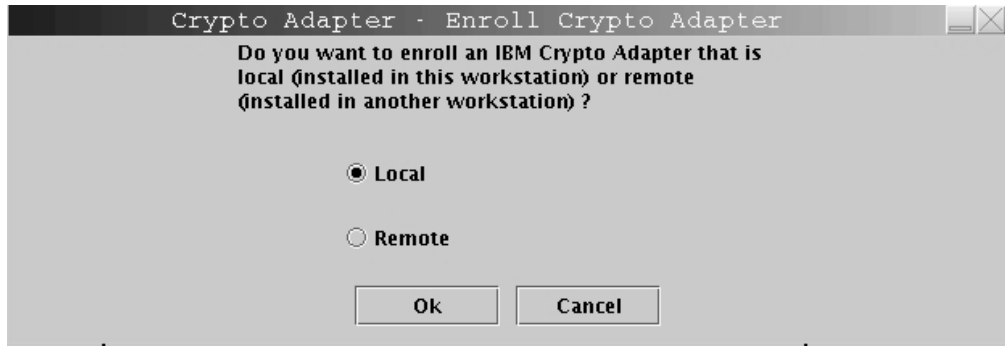 Crypto Adapter - Enroll Crypto Adapter
Do you want to enroll an IBM Crypto Adapter that is
local (installed in this workstation) or remote
(installed in another workstation) ?
Local
Remote
Ok
Cancel